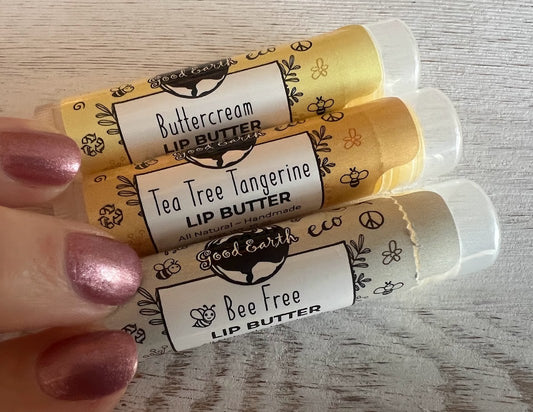 Good Earth
eco
Buttercream
LIP BUTTER
Good Earth
Tea Tree Tangerine
LIP BUTTER
All Natural ~ Handmade
Good Earth
eco
Bee Free
LIP BUTTER